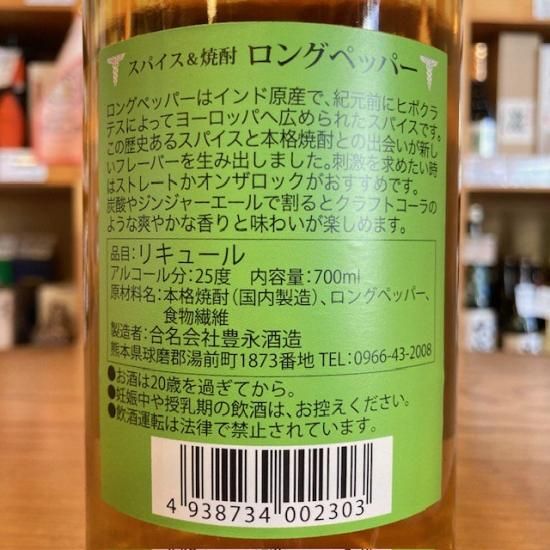 スパイス&焼酎 ロングペッパー
ロングペッパーはインド原産で、紀元前にヒポクラ
テスによってヨーロッパへ広められたスパイスです。
この歴史あるスパイスと本格焼酎との出会いが新し
いフレーバーを生み出しました。刺激を求めたい時
はストレートかオンザロックがおすすめです。
炭酸やジンジャーエールで割るとクラフトコーラの
ような爽やかな香りと味わいが楽しめます。
品目:リキュール
アルコール分:25度 内容量:700ml
原材料名:本格焼酎(国内製造)、ロングペッパー、
食物繊維
製造者:合名会社豊永酒造
熊本県球磨郡湯前町1873番地 TEL:0966-43-2008
●お酒は20歳を過ぎてから。
●妊娠中や授乳期の飲酒は、お控えください。
●飲酒運転は法律で禁止されています。
4 938734 002303